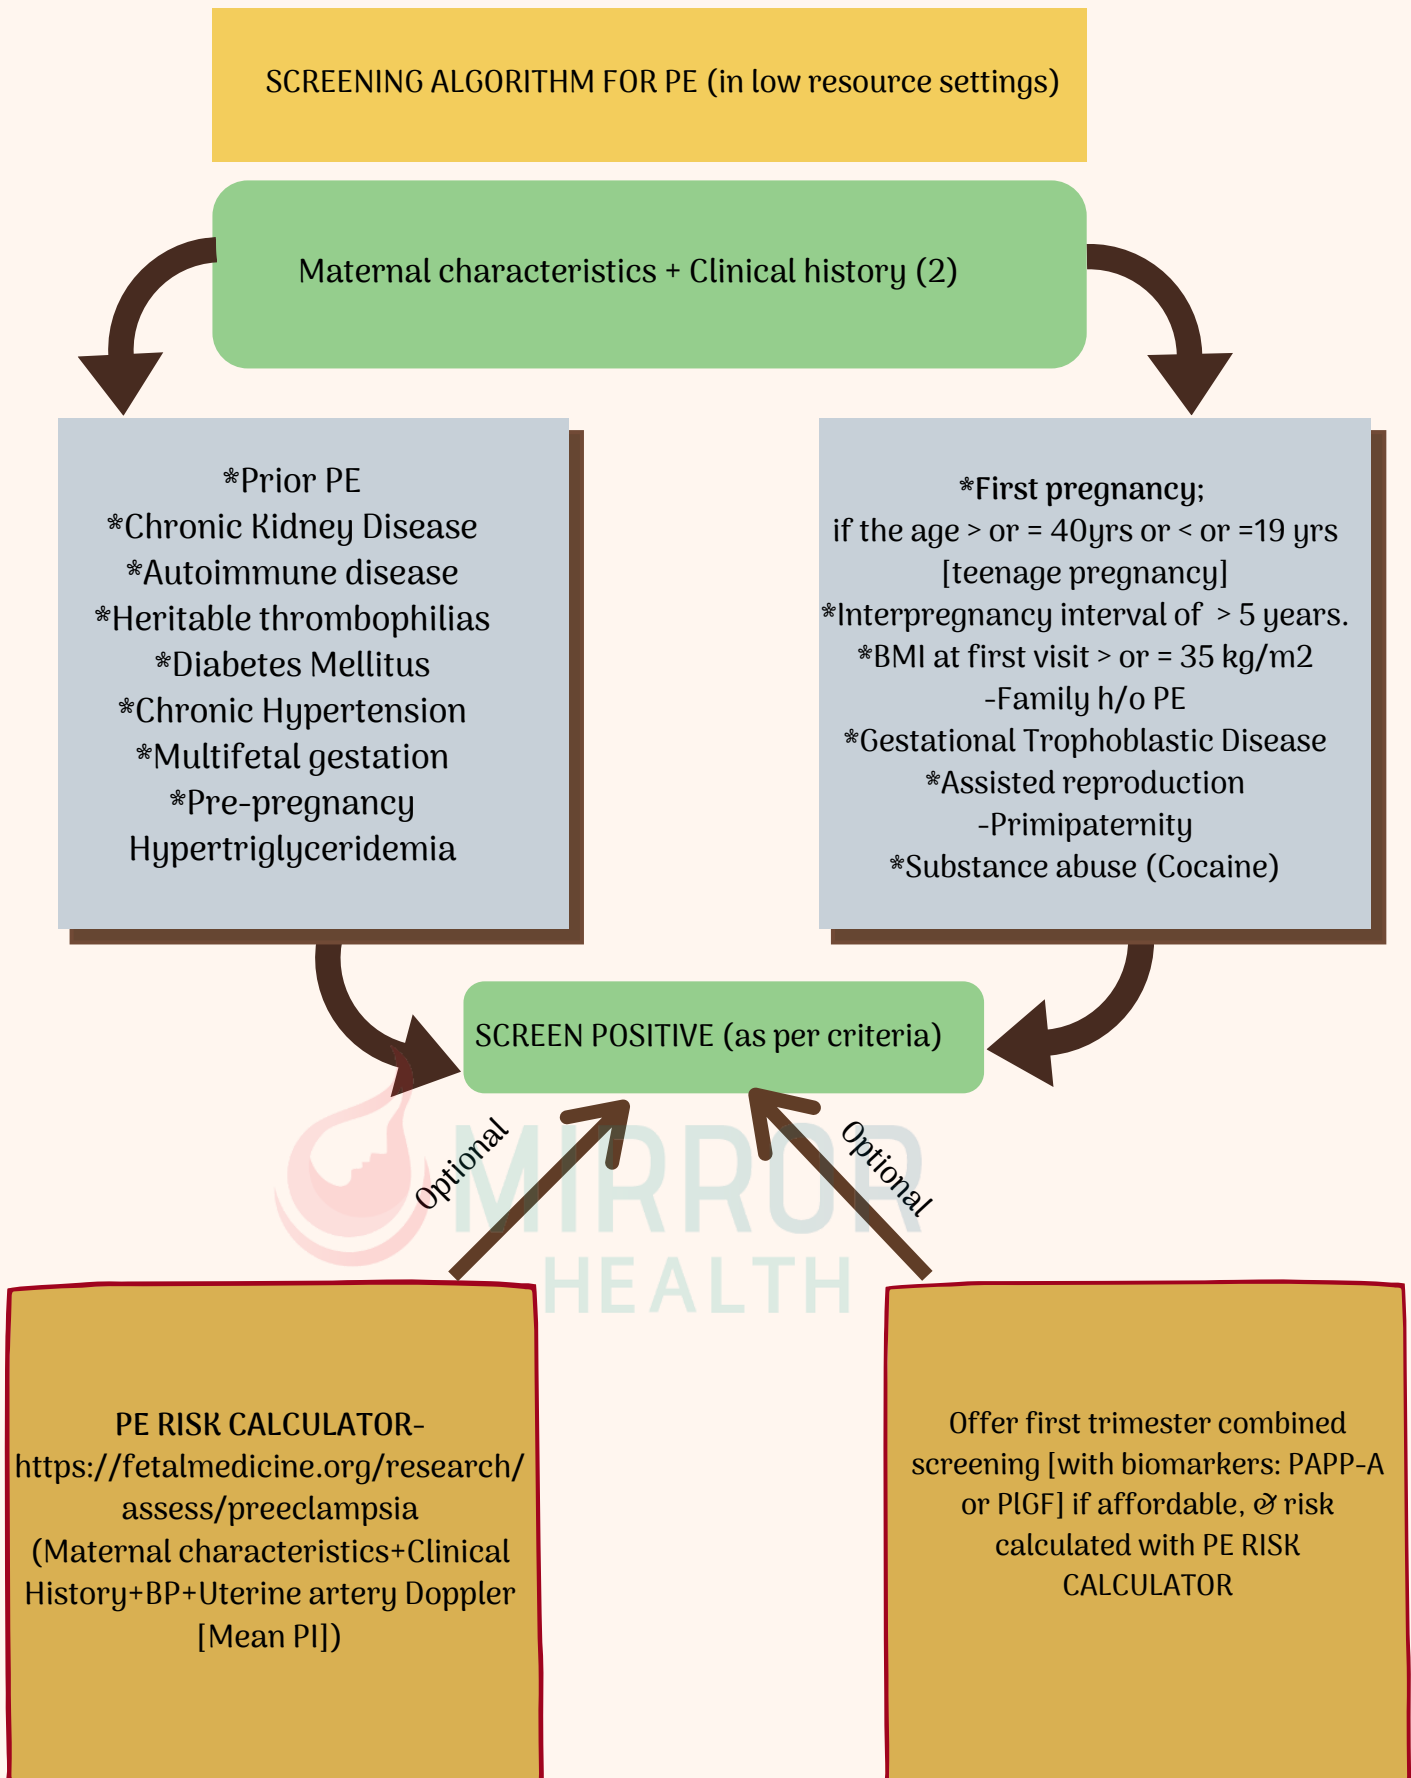 SCREENING ALGORITHM FOR PE (in low resource settings)
Maternal characteristics + Clinical history (2)
*Prior PE
*Chronic Kidney Disease
*Autoimmune disease
*Heritable thrombophilias
*Diabetes Mellitus
*Chronic Hypertension
*Multifetal gestation
*Pre-pregnancy
Hypertriglyceridemia
*First pregnancy;
if the age > or = 40yrs or < or =19 yrs
[teenage pregnancy]
*Interpregnancy interval of > 5 years.
*BMI at first visit > or = 35 kg/m2
-Family h/o PE
*Gestational Trophoblastic Disease
*Assisted reproduction
-Primipaternity
*Substance abuse (Cocaine)
SCREEN POSITIVE (as per criteria)
Optional
Optional
MIRROR
HEALTH
PE RISK CALCULATOR-
https://fetalmedicine.org/research/
assess/preeclampsia
(Maternal characteristics+Clinical
History+BP+Uterine artery Doppler
[Mean PI])
Offer first trimester combined
screening [with biomarkers: PAPP-A
or PlGF] if affordable, & risk
calculated with PE RISK
CALCULATOR